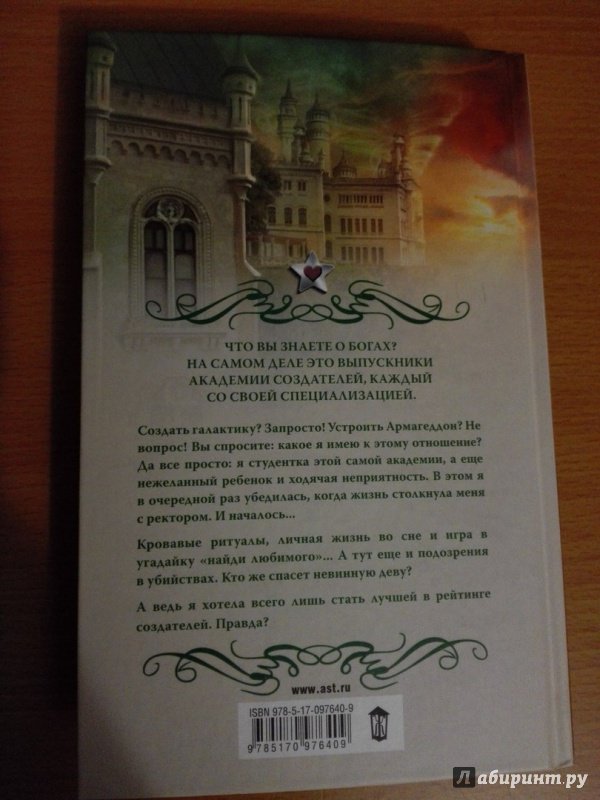 ЧТО ВЫ ЗНАЕТЕ О БОГАХ?
НА САМОМ ДЕЛЕ ЭТО ВЫПУСКНИКИ
АКАДЕМИИ СОЗДАТЕЛЕЙ, КАЖДЫЙ
СО СВОЕЙ СПЕЦИАЛИЗАЦИЕЙ.
Создать галактику? Запросто! Устроить Армагеддон? Не
вопрос! Вы спросите: какое я имею к этому отношение?
Да все просто: я студентка этой самой академии, а еще
нежеланный ребенок и ходячая неприятность. В этом я
в очередной раз убедилась, когда жизнь столкнула меня
с ректором. И началось...
Кровавые ритуалы, личная жизнь во сне и игра в
угадайку «найди любимого»... А тут еще и подозрения
в убийствах. Кто же спасет невинную деву?
А ведь я хотела всего лишь стать лучшей в рейтинге
создателей. Правда?
www.ast.ru
ISBN 978-5-17-097640-9
9 785170 976409
Лабиринт.ру